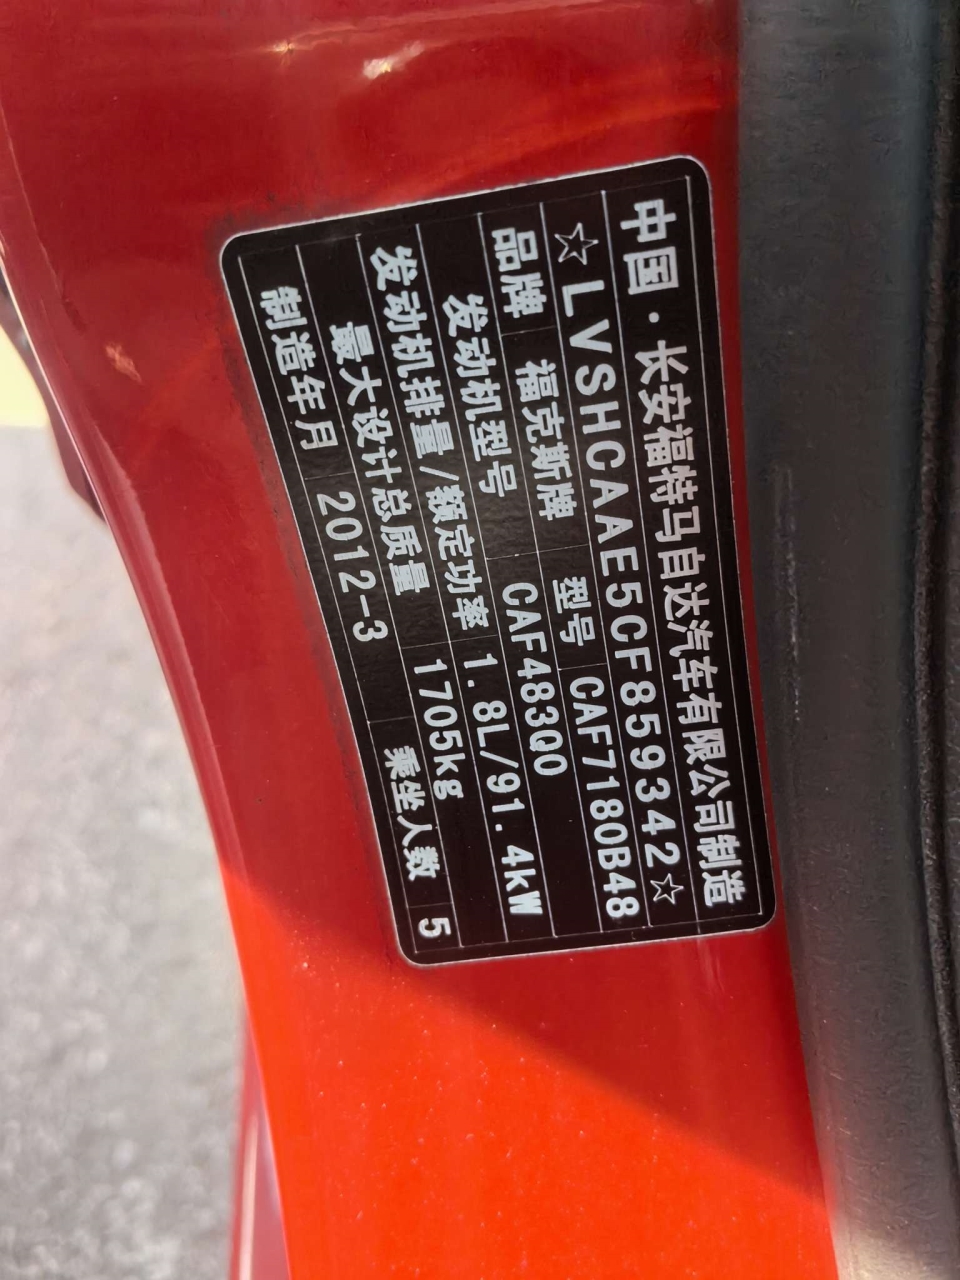 中国·长安福特马自达汽车有限公司制造
☆LVSHCAAE5CF859342☆
品牌 福克斯牌 型号 CAF7180B48
发动机型号 CAF483Q0
发动机排量/额定功率 1.8L/91.4kW
最大设计总质量 1705kg
制造年月 2012-3 乘坐人数 5